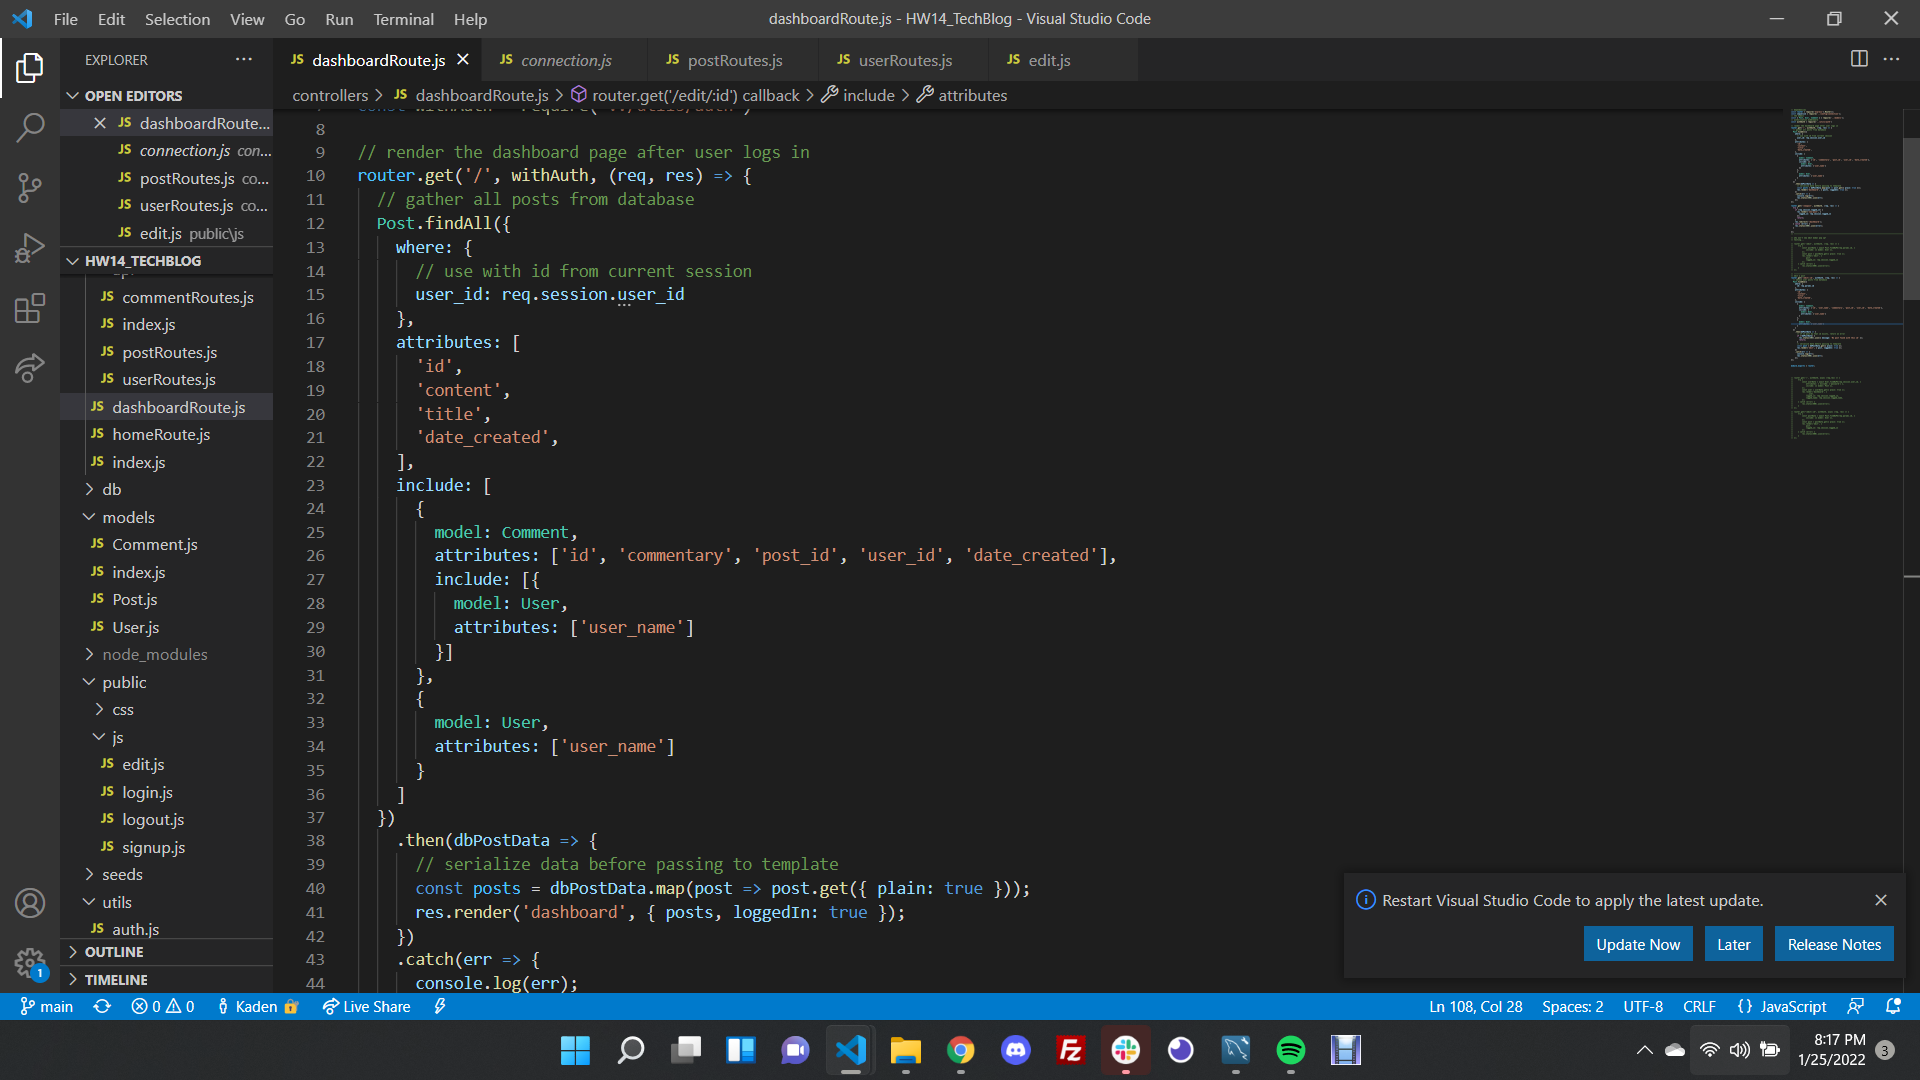 File Edit Selection View Go Run Terminal Help
dashboardRoute.js - HW14_TechBlog - Visual Studio Code
EXPLORER
OPEN EDITORS
JS dashboardRoute...
JS connection.js con...
JS postRoutes.js co...
JS userRoutes.js co...
JS edit.js public\js
HW14_TECHBLOG
JS commentRoutes.js
JS index.js
JS postRoutes.js
JS userRoutes.js
JS dashboardRoute.js
JS homeRoute.js
JS index.js
db
models
JS Comment.js
JS index.js
JS Post.js
JS User.js
node_modules
public
css
js
JS edit.js
JS login.js
JS logout.js
JS signup.js
seeds
utils
JS auth.js
OUTLINE
TIMELINE
JS dashboardRoute.js JS connection.js JS postRoutes.js JS userRoutes.js JS edit.js
controllers > JS dashboardRoute.js > router.get('/edit/:id') callback > include > attributes
8
9 // render the dashboard page after user logs in
10 router.get('/', withAuth, (req, res) => {
11 // gather all posts from database
12 Post.findAll({
13 where: {
14 // use with id from current session
15 user_id: req.session.user_id
16 },
17 attributes: [
18 'id',
19 'content',
20 'title',
21 'date_created',
22 ],
23 include: [
24 {
25 model: Comment,
26 attributes: ['id', 'commentary', 'post_id', 'user_id', 'date_created'],
27 include: [{
28 model: User,
29 attributes: ['user_name']
30 }]
31 },
32 {
33 model: User,
34 attributes: ['user_name']
35 }
36 ]
37 })
38 .then(dbPostData => {
39 // serialize data before passing to template
40 const posts = dbPostData.map(post => post.get({ plain: true }));
41 res.render('dashboard', { posts, loggedIn: true });
42 })
43 .catch(err => {
44 console.log(err);
Restart Visual Studio Code to apply the latest update.
Update Now Later Release Notes
main 0 0 Kaden Live Share
Ln 108, Col 28 Spaces: 2 UTF-8 CRLF {} JavaScript
1
Fz
8:17 PM
1/25/2022
3